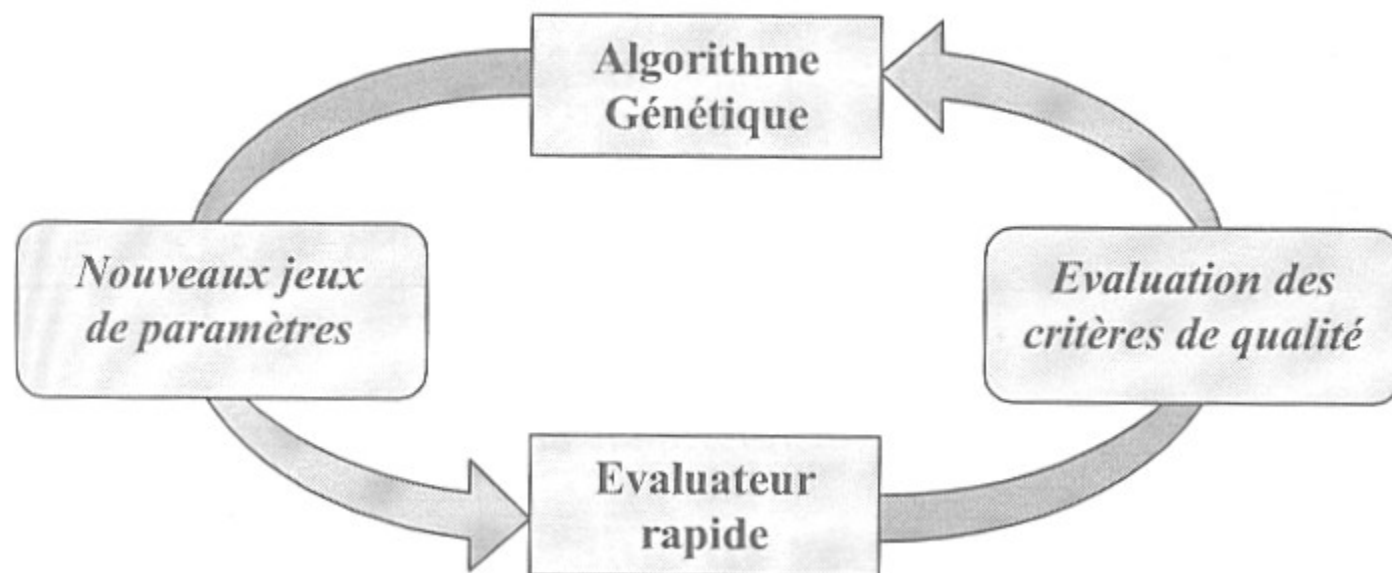 Algorithme
Génétique
Nouveaux jeux
de paramètres
Evaluation des
critères de qualité
Evaluateur
rapide